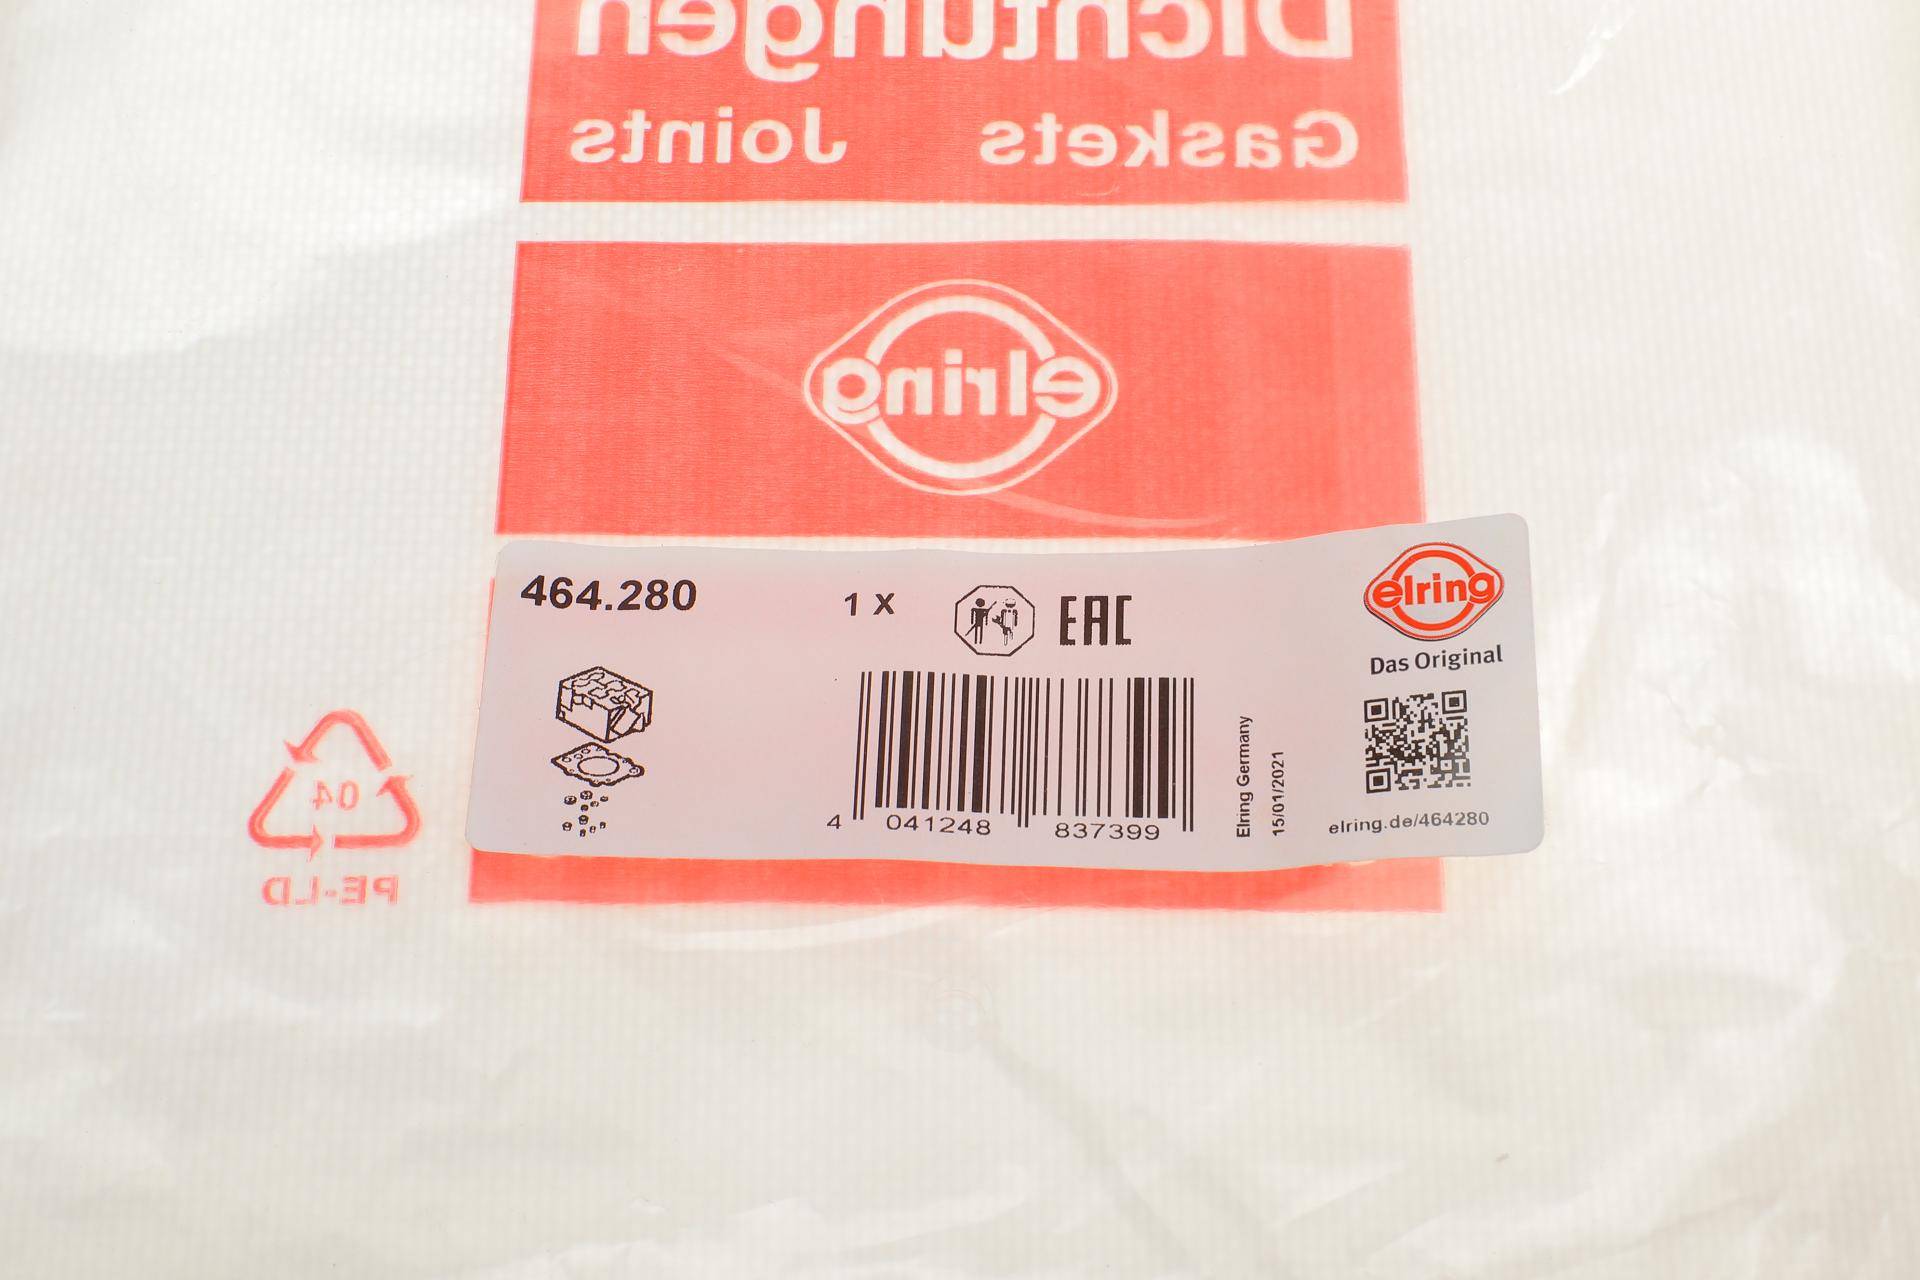 Dichtungen
Gaskets Joints
elring
464.280
1 X
EAC
elring
Das Original
4 041248 837399
Elring Germany
15/01/2021
elring.de/464280
04
PE-LD